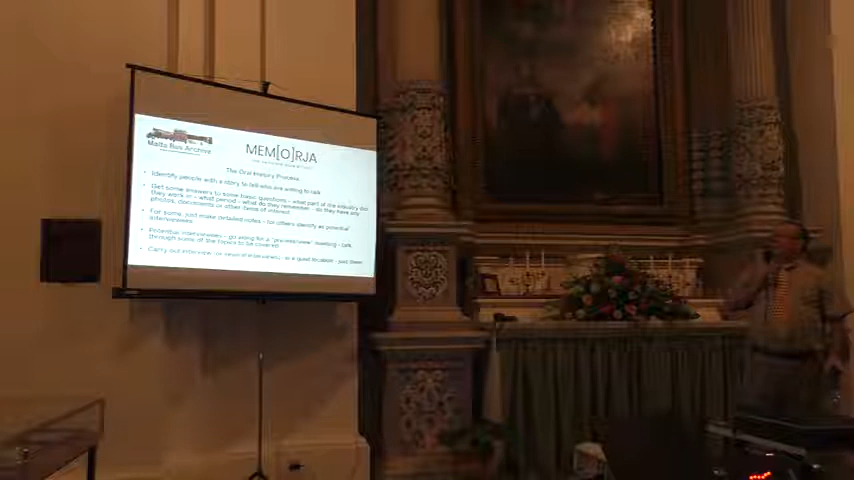 Malta Bus Archive
MEM[O]RJA
The Oral History Process
• Identify people with a story to tell who are willing to talk
• Get some answers to some basic questions - what part of the industry did
they work in - what period - what do they remember - do they have any
photos, documents or other items of interest
• For some, just make detailed notes - for others identify as potential
interviewees
• Potential interviewees - go along for a "pre-interview" meeting - talk
through some of the topics to be covered
• Carry out interview in a quiet location - just them